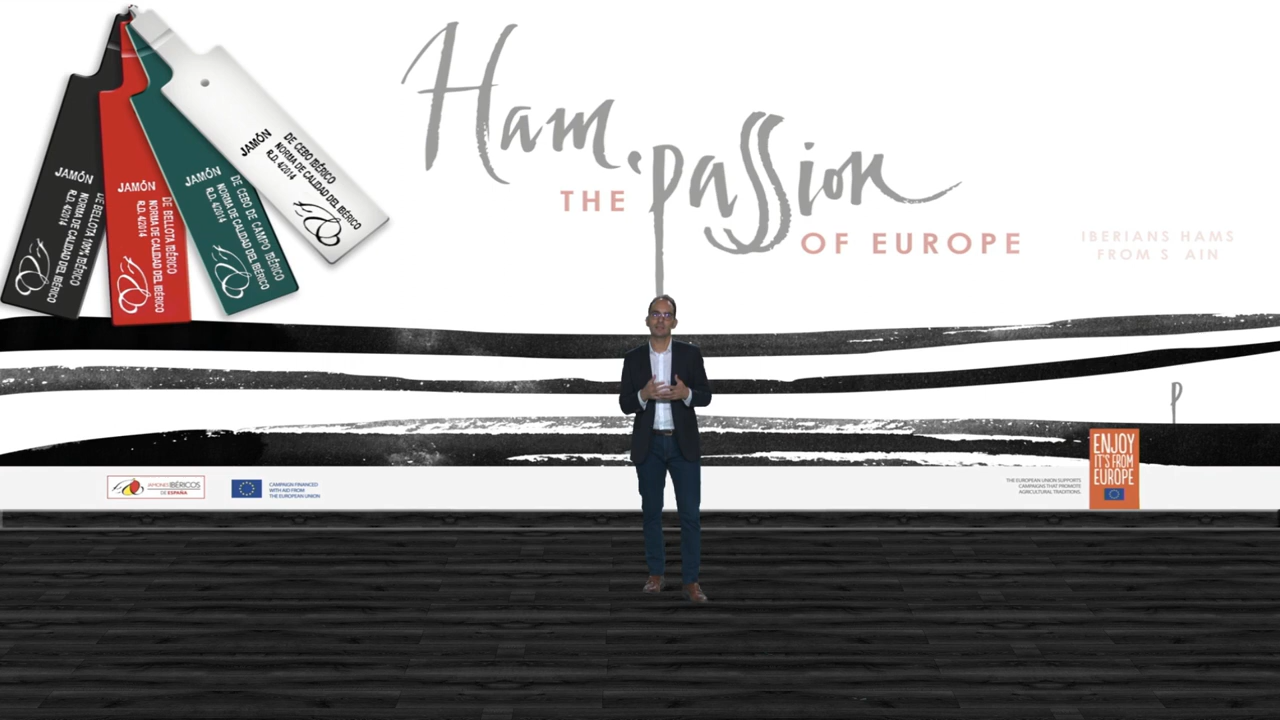 JAMÓN
DE BELLOTA 100% IBÉRICO
NORMA DE CALIDAD DEL IBÉRICO
R.D. 4/2014
JAMÓN
DE BELLOTA IBÉRICO
NORMA DE CALIDAD DEL IBÉRICO
R.D. 4/2014
JAMÓN
DE CEBO DE CAMPO IBÉRICO
NORMA DE CALIDAD DEL IBÉRICO
R.D. 4/2014
JAMÓN
DE CEBO IBÉRICO
NORMA DE CALIDAD DEL IBÉRICO
R.D. 4/2014
Ham,
THE passion
OF EUROPE
IBERIANS HAMS
FROM S AIN
p
AMONES IBÉRICOS
DE ESPAÑA
CAMPAIGN FINANCED
WITH AID FROM
THE EUROPEAN UNION
THE EUROPEAN UNION SUPPORTS
CAMPAIGNS THAT PROMOTE
AGRICULTURAL TRADITIONS.
ENJOY
IT'S FROM
EUROPE